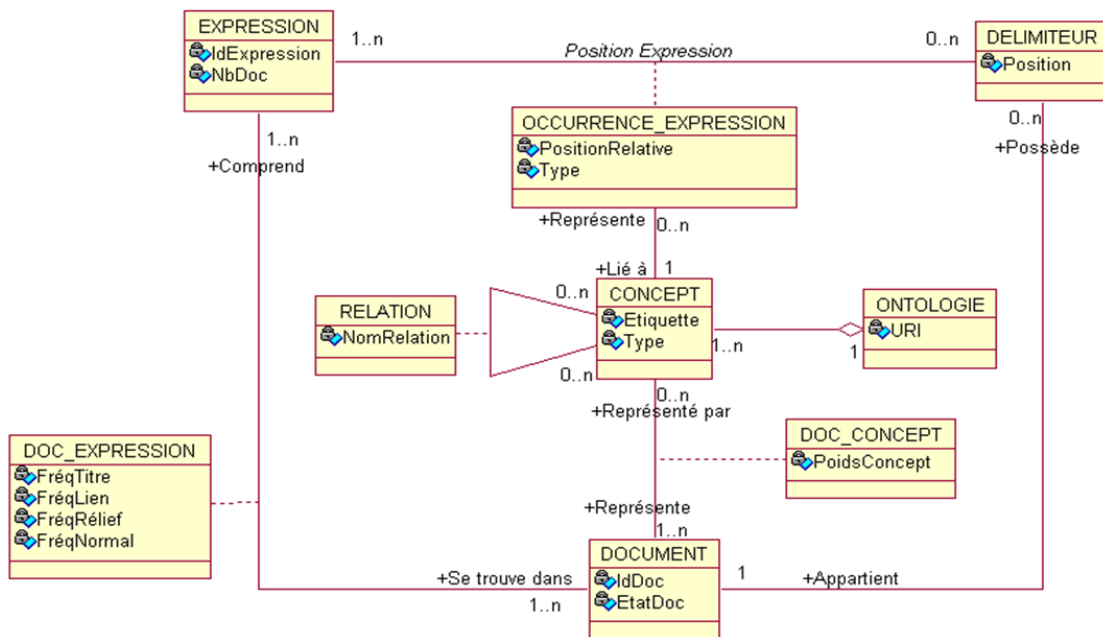 EXPRESSION
IdExpression
NbDoc
1..n
Position Expression
0..n
DELIMITEUR
Position
1..n
+Comprend
OCCURRENCE_EXPRESSION
PositionRelative
Type
0..n
+Possède
+Représente
0..n
+Lié à
1
RELATION
NomRelation
0..n
0..n
CONCEPT
Etiquette
Type
1..n
1
ONTOLOGIE
URI
0..n
+Représenté par
DOC_EXPRESSION
FréqTitre
FréqLien
FréqRélief
FréqNormal
DOC_CONCEPT
PoidsConcept
+Représente
1..n
+Se trouve dans
1..n
DOCUMENT
IdDoc
EtatDoc
1
+Appartient